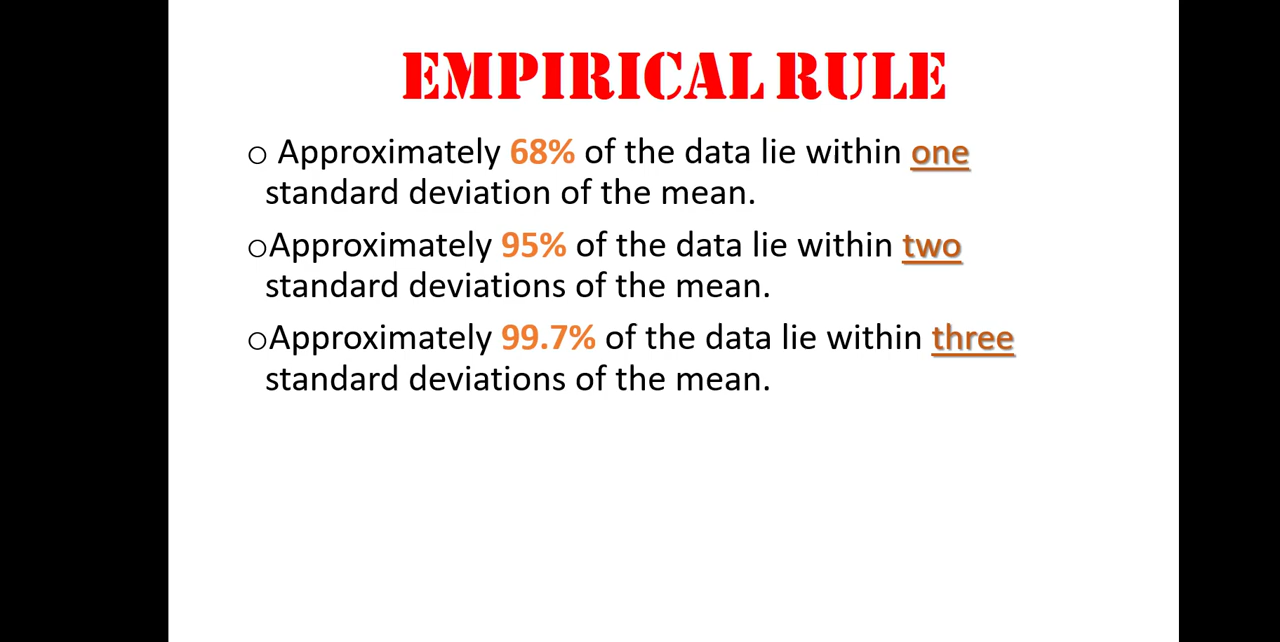 EMPIRICAL RULE
o Approximately 68% of the data lie within one
standard deviation of the mean.
oApproximately 95% of the data lie within two
standard deviations of the mean.
oApproximately 99.7% of the data lie within three
standard deviations of the mean.